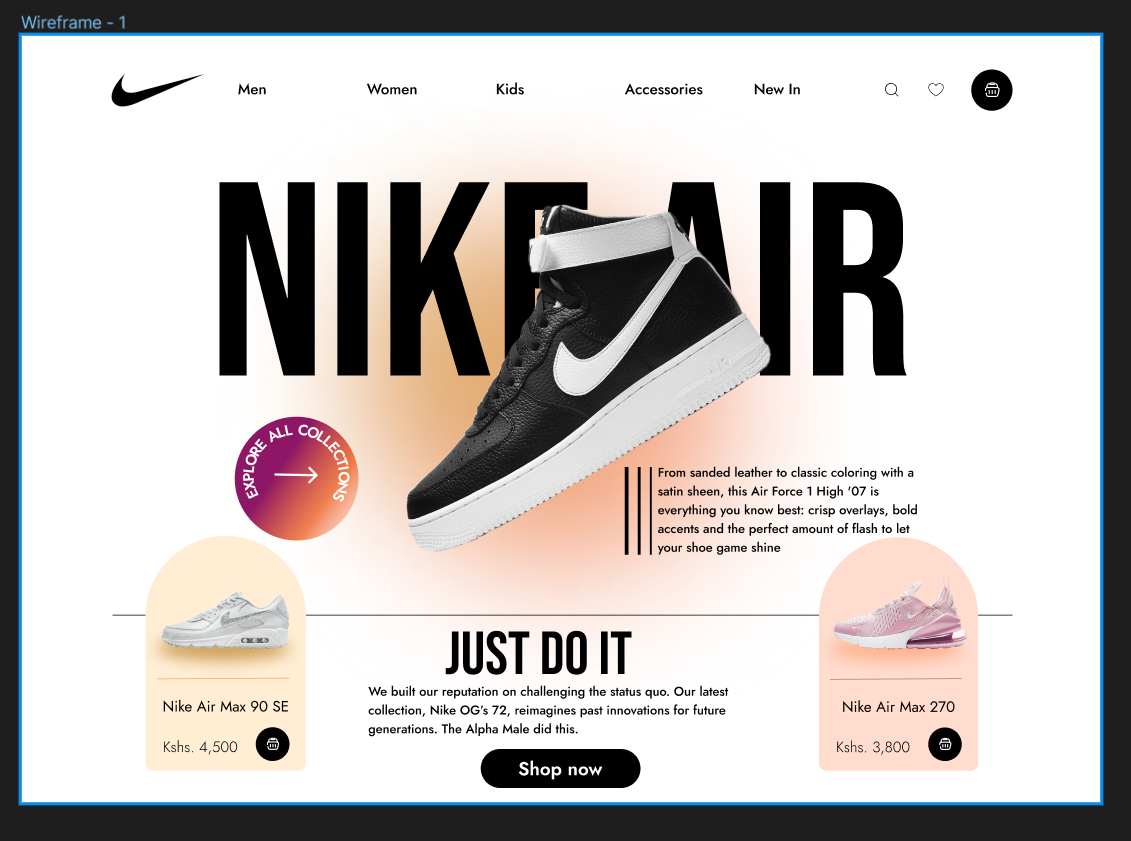 Wireframe - 1
Men
Women
Kids
Accessories
New In
NIKE AIR
EXPLORE ALL COLLECTIONS
From sanded leather to classic coloring with a
satin sheen, this Air Force 1 High '07 is
everything you know best: crisp overlays, bold
accents and the perfect amount of flash to let
your shoe game shine
JUST DO IT
We built our reputation on challenging the status quo. Our latest
collection, Nike OG's 72, reimagines past innovations for future
generations. The Alpha Male did this.
Shop now
Nike Air Max 90 SE
Kshs. 4,500
Nike Air Max 270
Kshs. 3,800